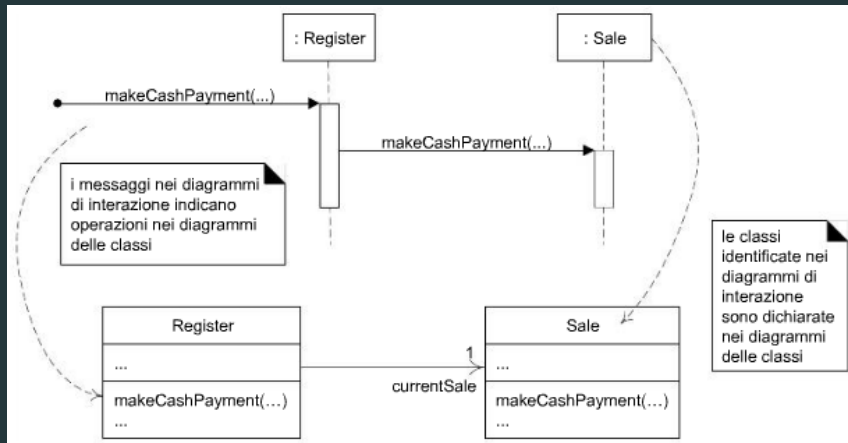 : Register
: Sale
makeCashPayment(...)
makeCashPayment(...)
i messaggi nei diagrammi
di interazione indicano
operazioni nei diagrammi
delle classi
le classi
identificate nei
diagrammi di
interazione
sono dichiarate
nei diagrammi
delle classi
Register
...
makeCashPayment(...)
...
1
currentSale
Sale
...
makeCashPayment(...)
...